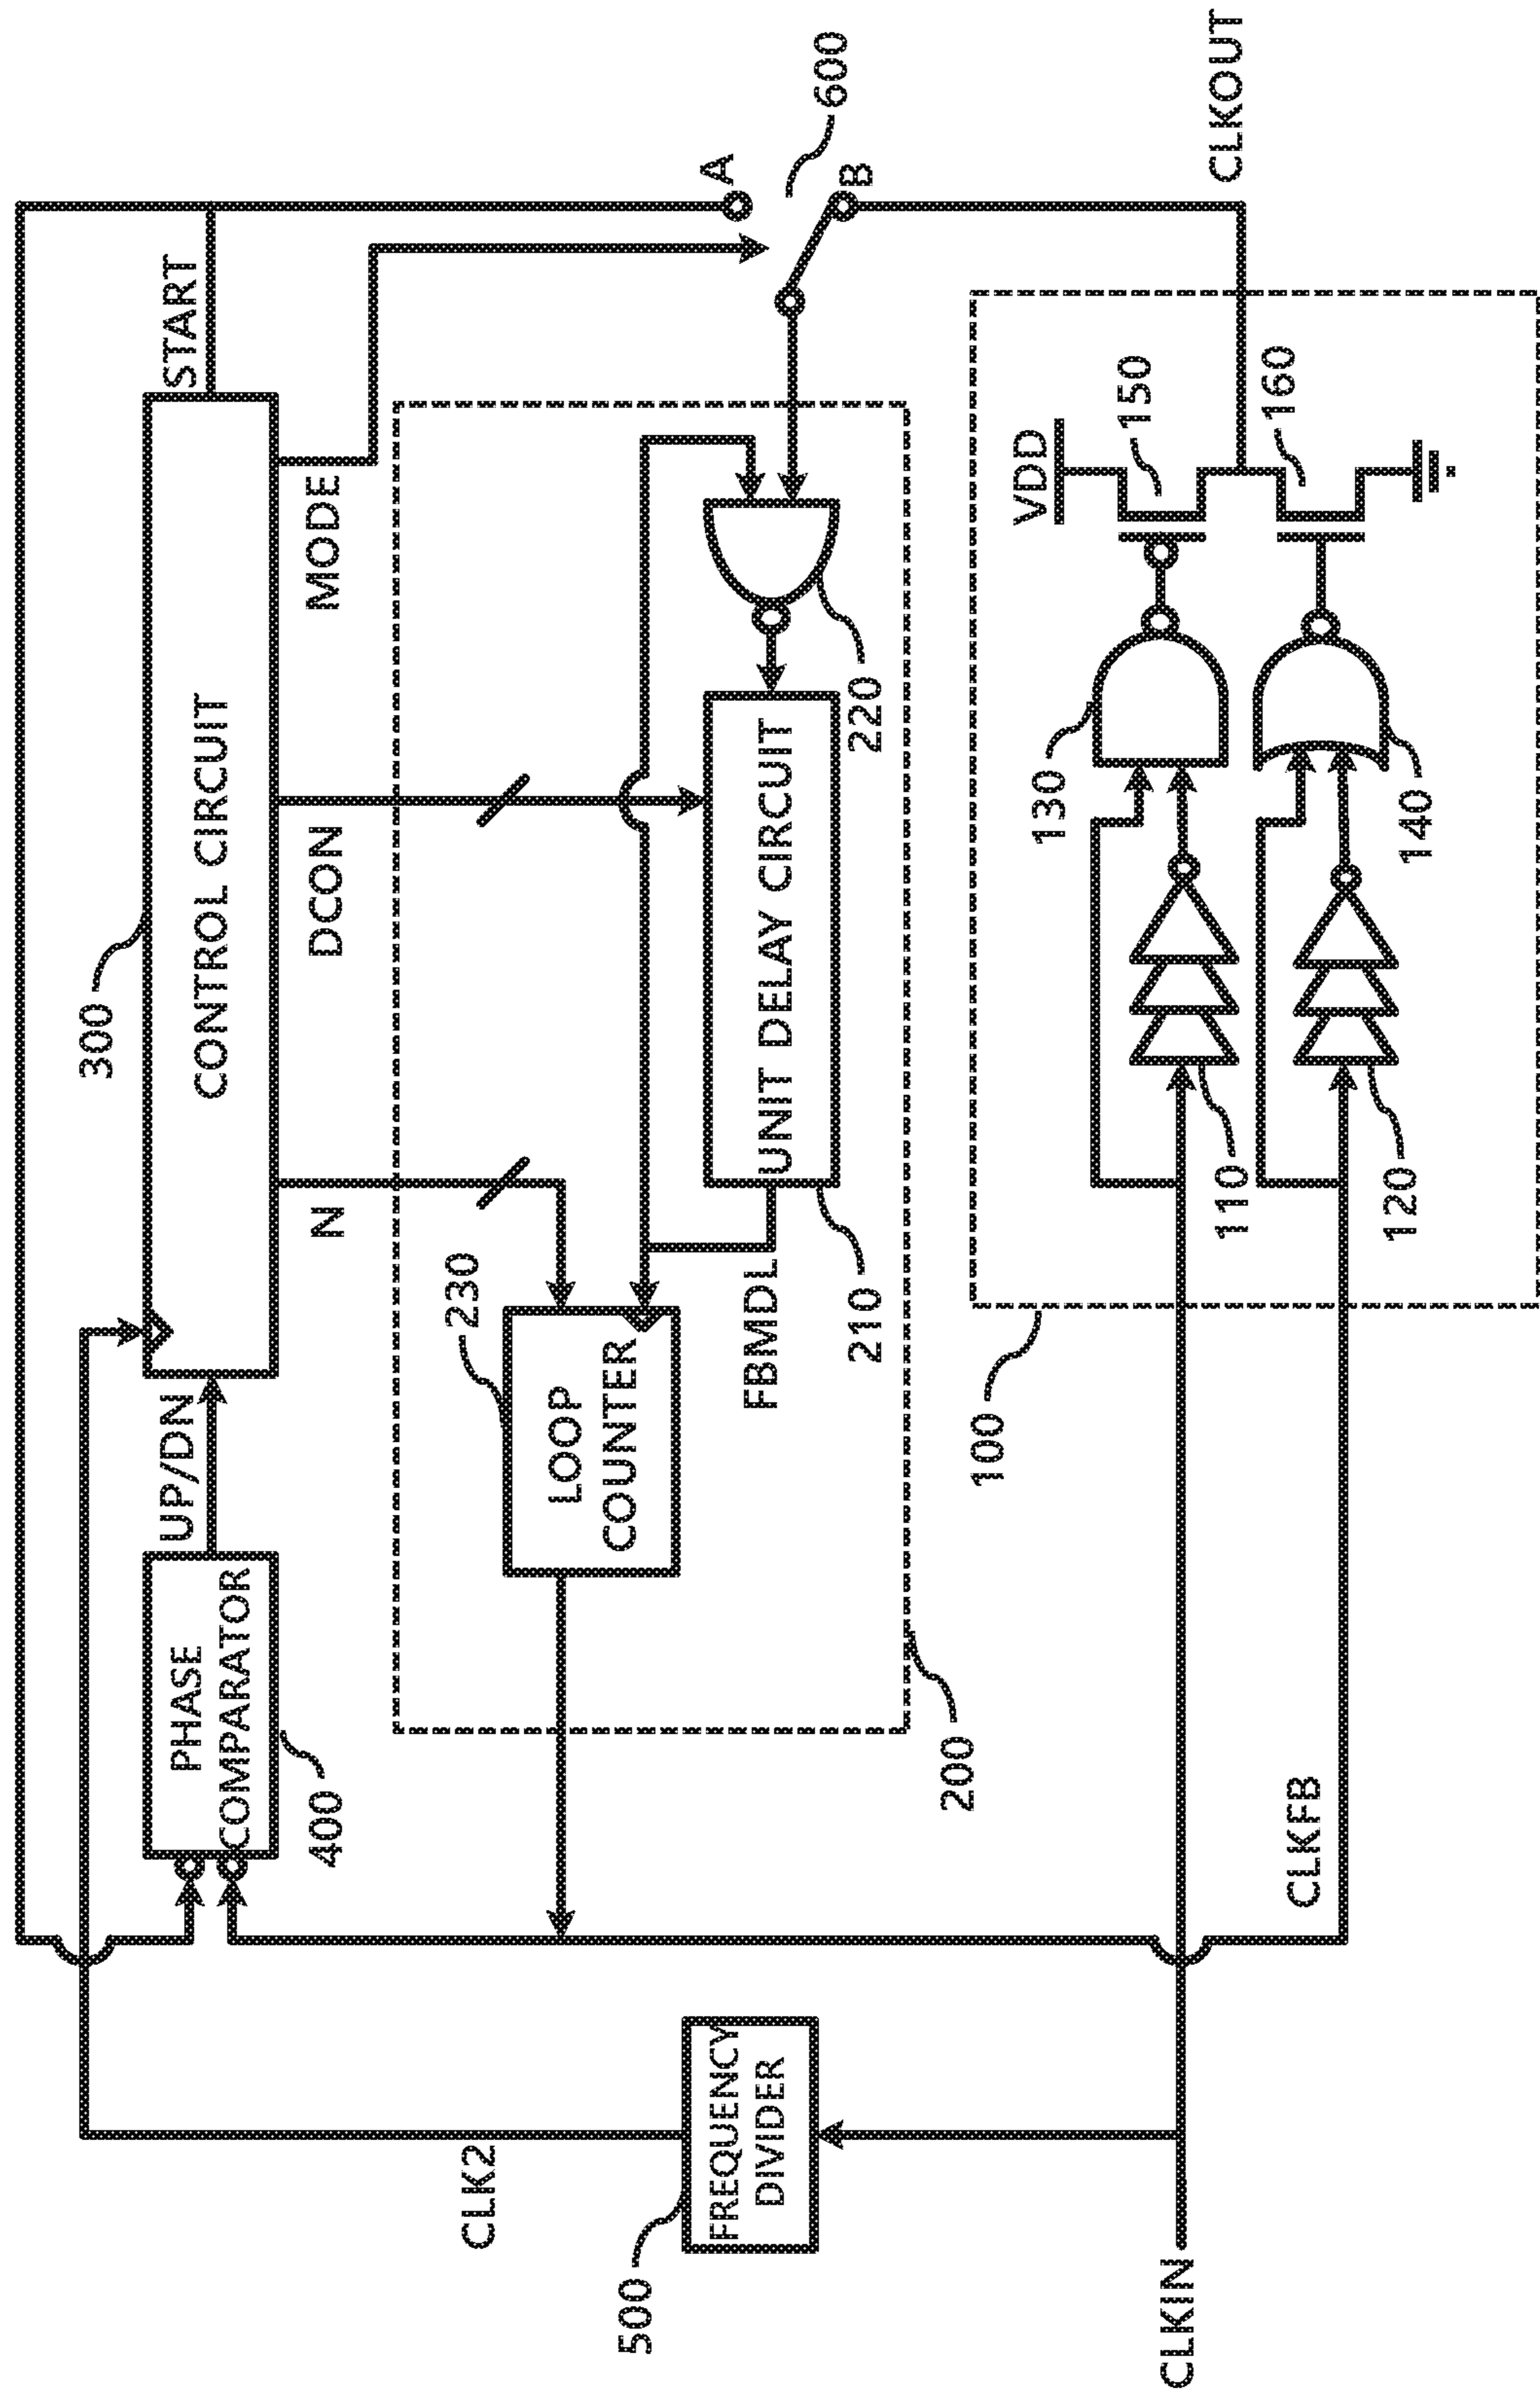 300
CONTROL CIRCUIT
START
UP/DN
PHASE
COMPARATOR
400
N
DCON
MODE
A
B
600
230
LOOP
COUNTER
FBMDL
UNIT DELAY CIRCUIT
210
220
200
CLK2
500
FREQUENCY
DIVIDER
100
VDD
130
150
110
160
CLKOUT
CLKIN
CLKFB
120
140